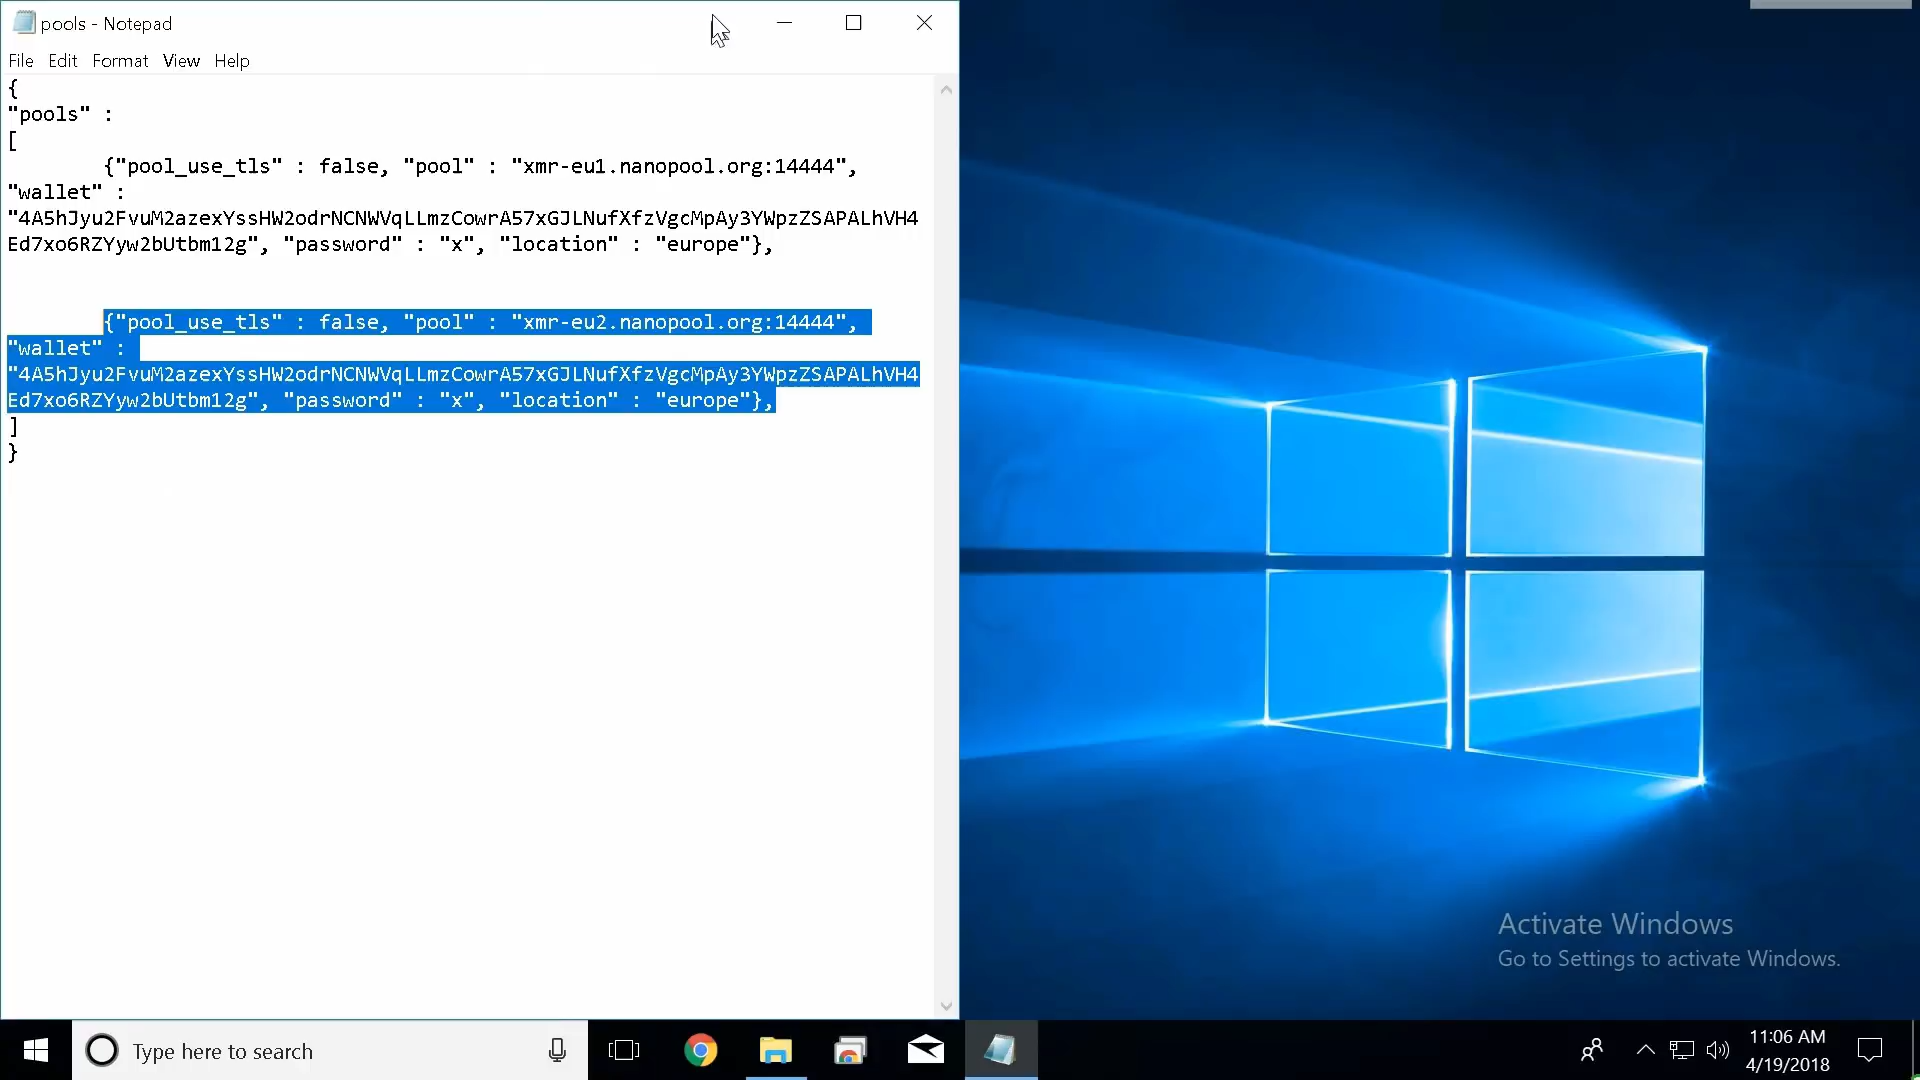 pools - Notepad
File Edit Format View Help
{
"pools" :
[
{"pool_use_tls" : false, "pool" : "xmr-eu1.nanopool.org:14444",
"wallet" :
"4A5hJyu2FvuM2azexYssHW2odrNCNWVqLLmzCowrA57xGJLNufXfzVgcMpAy3YWpzZSAPALhVH4
Ed7xo6RZYyw2bUtbm12g", "password" : "x", "location" : "europe"},
{"pool_use_tls" : false, "pool" : "xmr-eu2.nanopool.org:14444",
"wallet" :
"4A5hJyu2FvuM2azexYssHW2odrNCNWVqLLmzCowrA57xGJLNufXfzVgcMpAy3YWpzZSAPALhVH4
Ed7xo6RZYyw2bUtbm12g", "password" : "x", "location" : "europe"},
]
}
Activate Windows
Go to Settings to activate Windows.
Type here to search
11:06 AM
4/19/2018